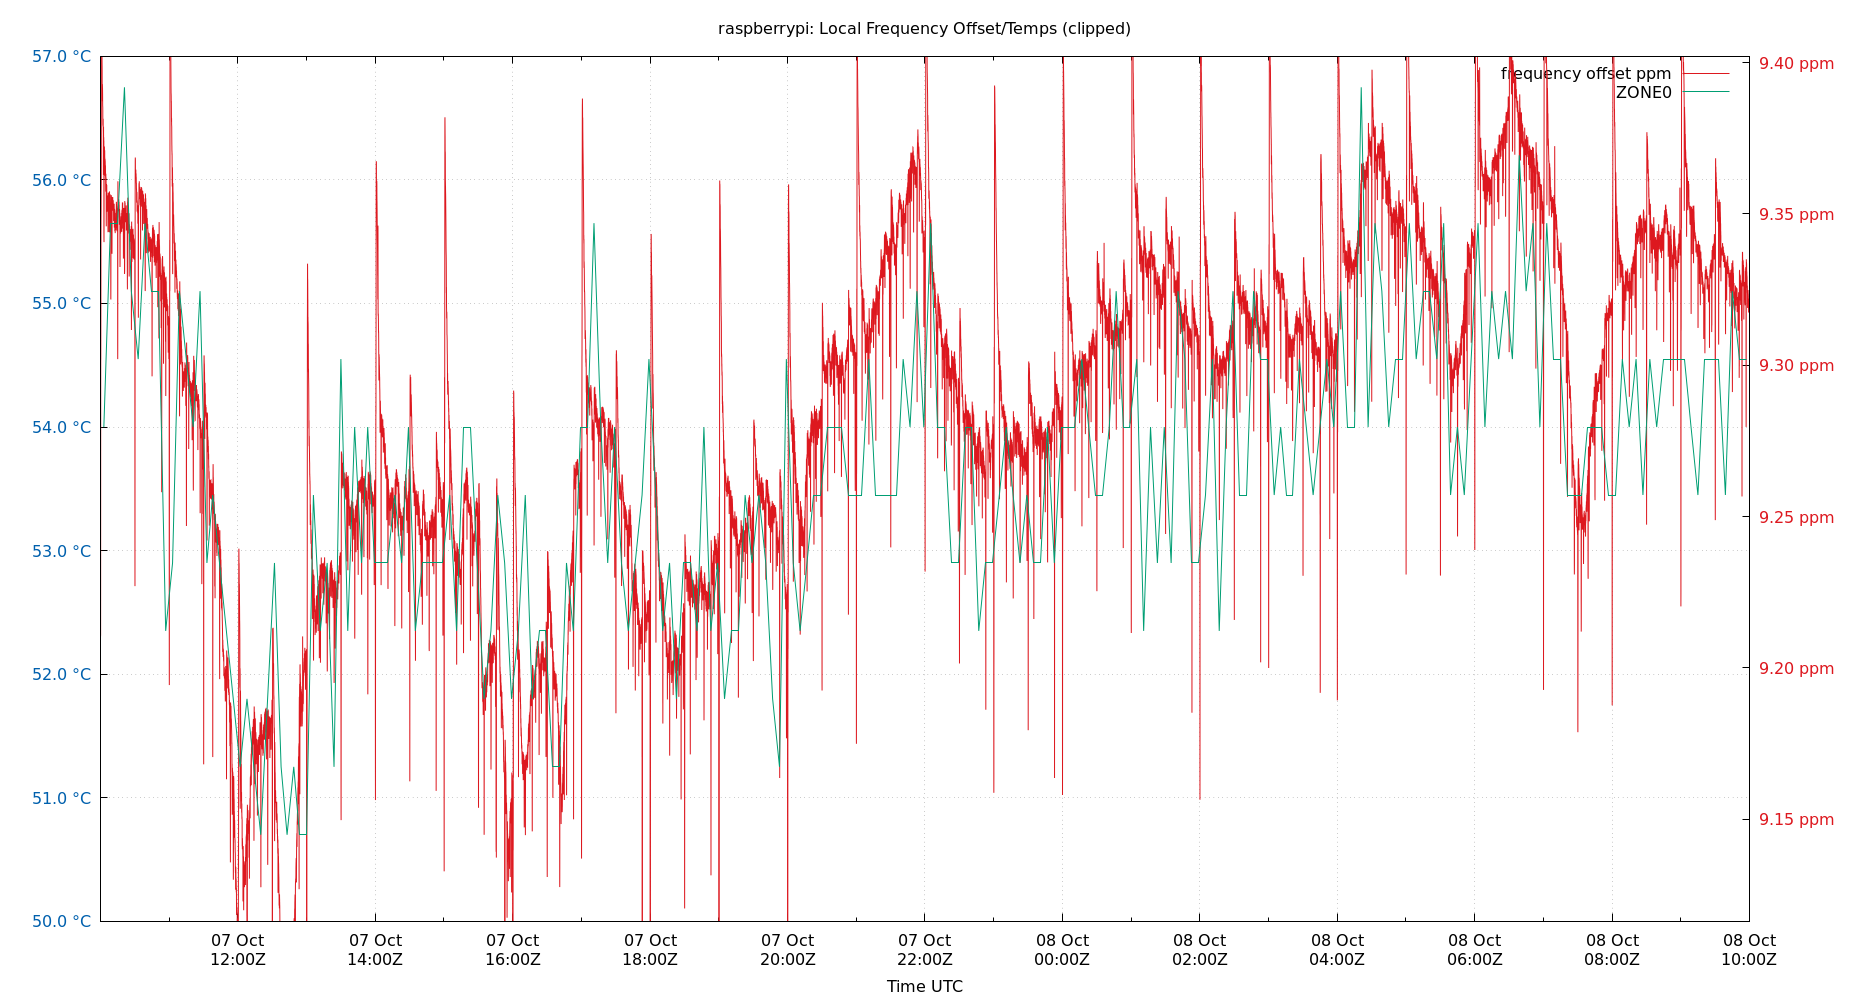 raspberrypi: Local Frequency Offset/Temps (clipped)
57.0 °C
56.0 °C
55.0 °C
54.0 °C
53.0 °C
52.0 °C
51.0 °C
50.0 °C
9.40 ppm
9.35 ppm
9.30 ppm
9.25 ppm
9.20 ppm
9.15 ppm
frequency offset ppm
ZONE0
07 Oct 07 Oct 07 Oct 07 Oct 07 Oct 07 Oct 08 Oct 08 Oct 08 Oct 08 Oct 08 Oct 08 Oct
12:00Z 14:00Z 16:00Z 18:00Z 20:00Z 22:00Z 00:00Z 02:00Z 04:00Z 06:00Z 08:00Z 10:00Z
Time UTC